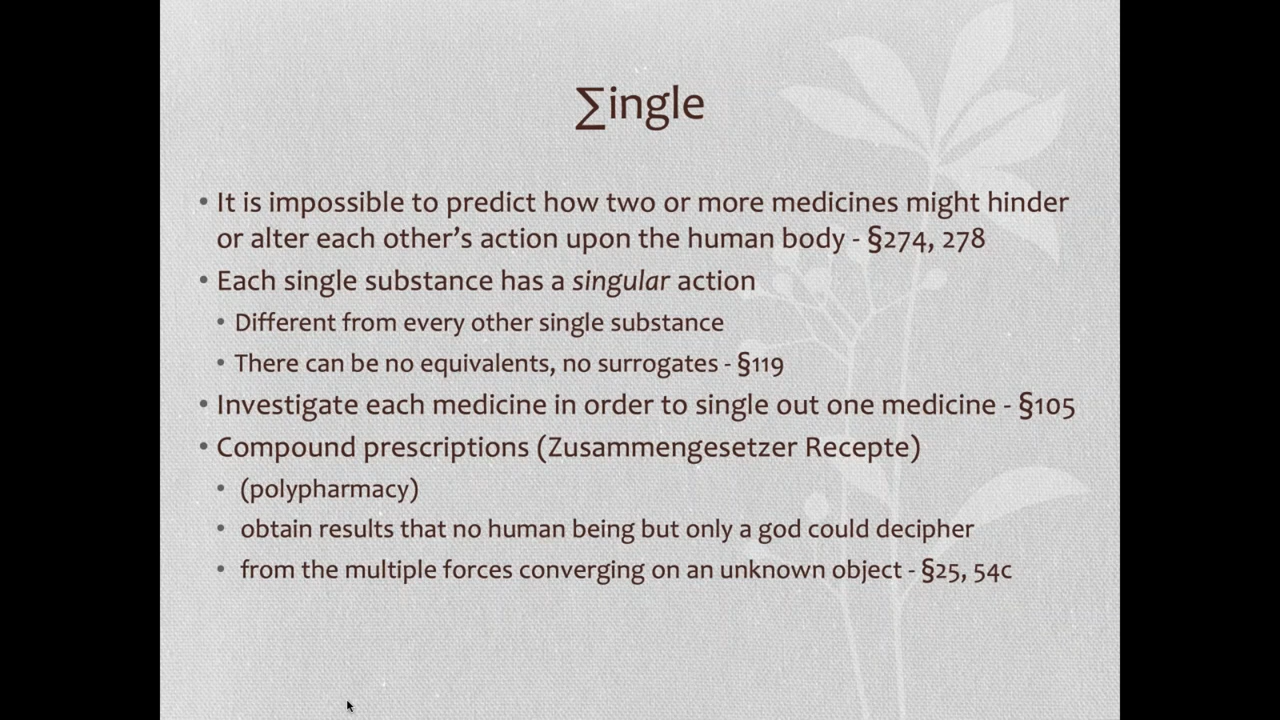 ∑ingle
• It is impossible to predict how two or more medicines might hinder
or alter each other’s action upon the human body - §274, 278
• Each single substance has a singular action
• Different from every other single substance
• There can be no equivalents, no surrogates - §119
• Investigate each medicine in order to single out one medicine - §105
• Compound prescriptions (Zusammengesetzer Recepte)
• (polypharmacy)
• obtain results that no human being but only a god could decipher
• from the multiple forces converging on an unknown object - §25, 54c